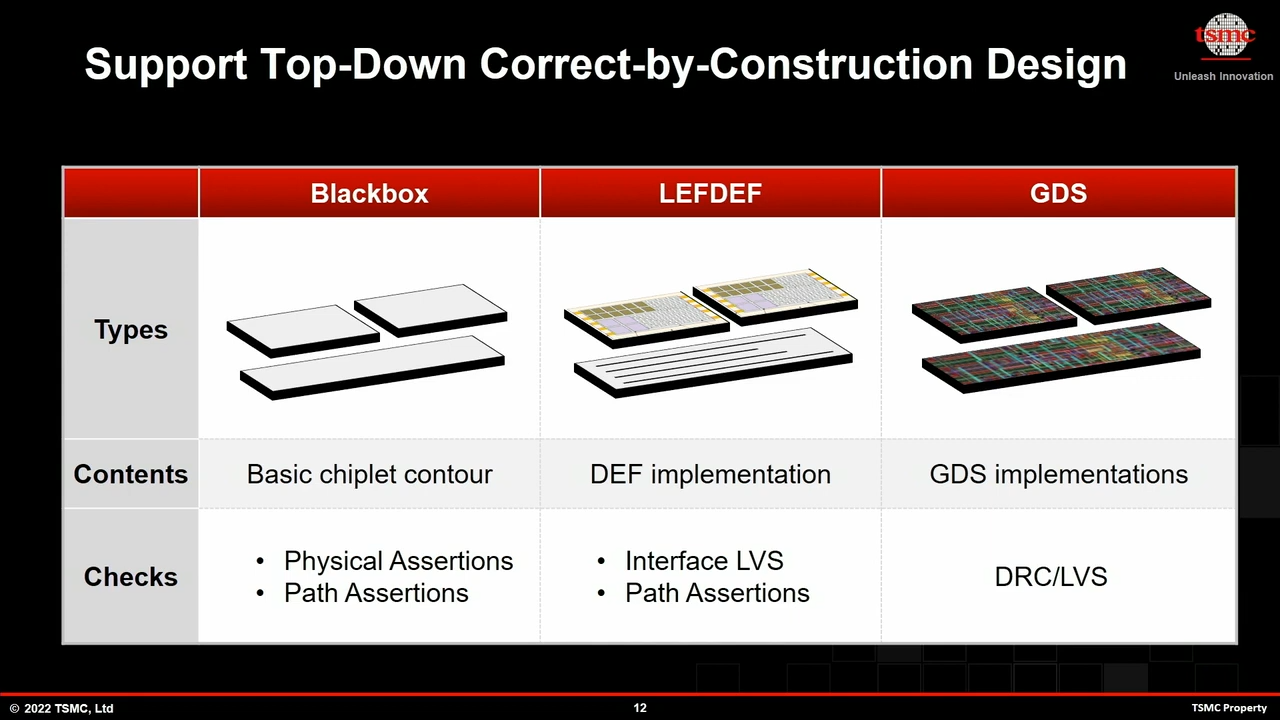 Support Top-Down Correct-by-Construction Design
tsmc
Unleash Innovation
Blackbox
LEFDEF
GDS
Types
Contents
Basic chiplet contour
DEF implementation
GDS implementations
Checks
• Physical Assertions
• Path Assertions
• Interface LVS
• Path Assertions
DRC/LVS
© 2022 TSMC, Ltd
12
TSMC Property